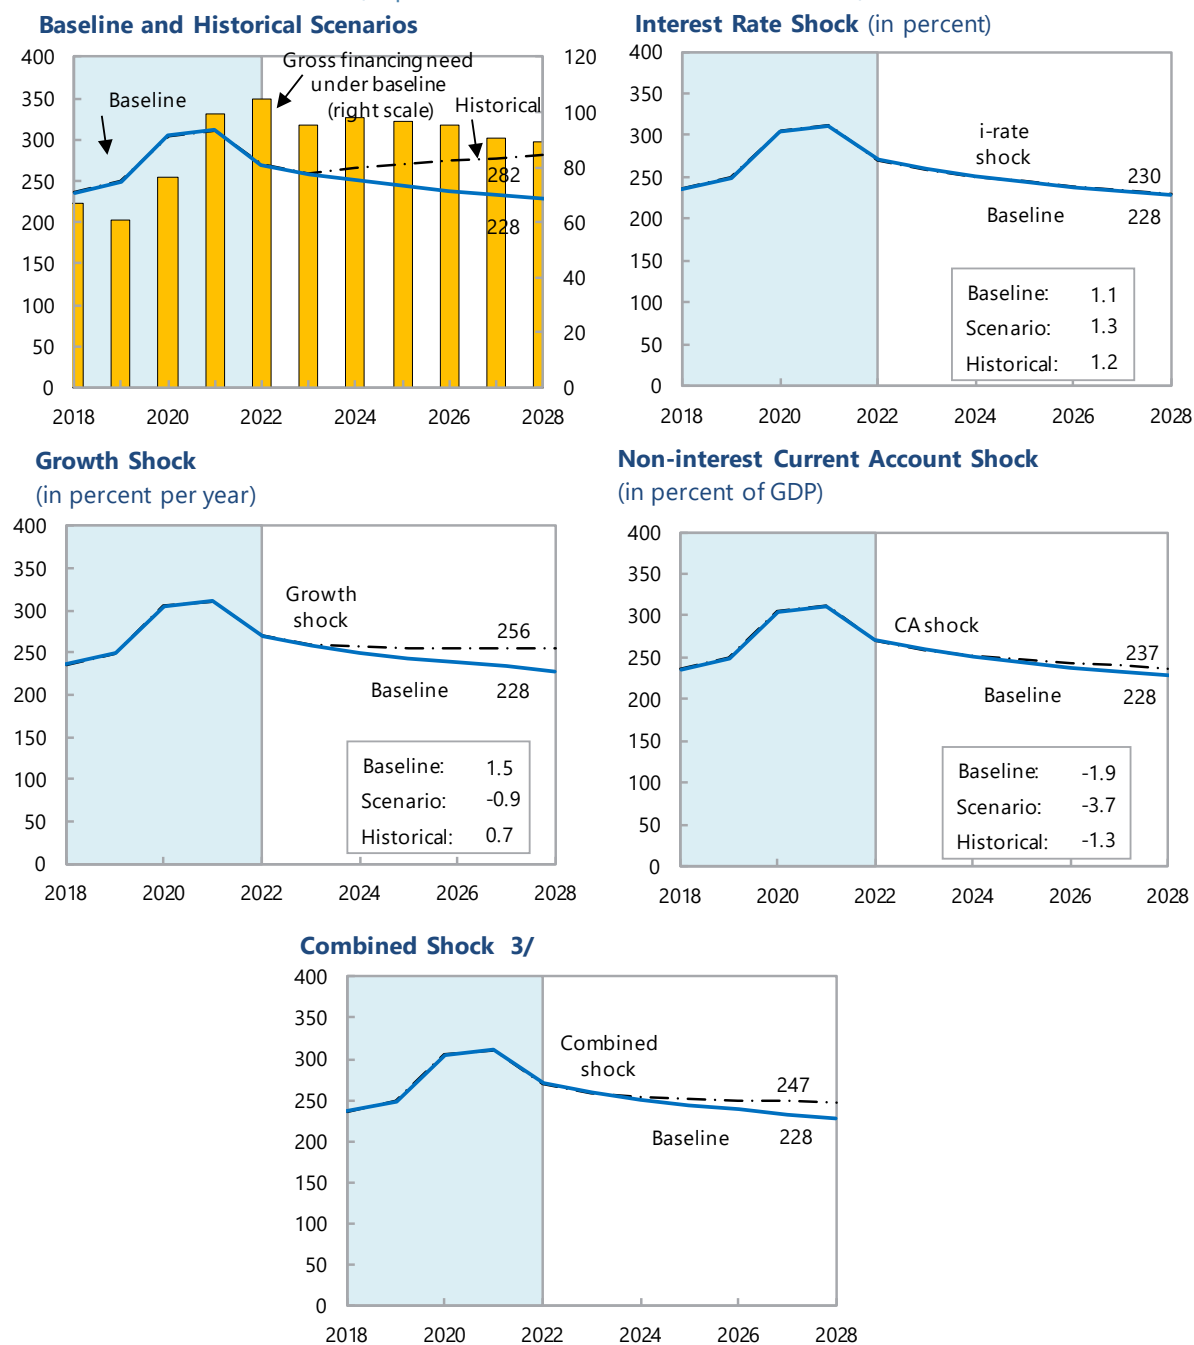 Baseline and Historical Scenarios
400
350
300
250
200
150
100
50
0
120
100
80
60
40
20
0
Gross financing need
under baseline
(right scale)
Baseline
Historical
282
228
2018
2020
2022
2024
2026
2028
Interest Rate Shock (in percent)
400
350
300
250
200
150
100
50
0
i-rate
shock
230
Baseline
228
Baseline: 1.1
Scenario: 1.3
Historical: 1.2
2018
2020
2022
2024
2026
2028
Growth Shock
(in percent per year)
400
350
300
250
200
150
100
50
0
Growth
shock
256
Baseline
228
Baseline: 1.5
Scenario: -0.9
Historical: 0.7
2018
2020
2022
2024
2026
2028
Non-interest Current Account Shock
(in percent of GDP)
400
350
300
250
200
150
100
50
0
CA shock
237
Baseline
228
Baseline: -1.9
Scenario: -3.7
Historical: -1.3
2018
2020
2022
2024
2026
2028
Combined Shock 3/
400
350
300
250
200
150
100
50
0
Combined
shock
247
Baseline
228
2018
2020
2022
2024
2026
2028